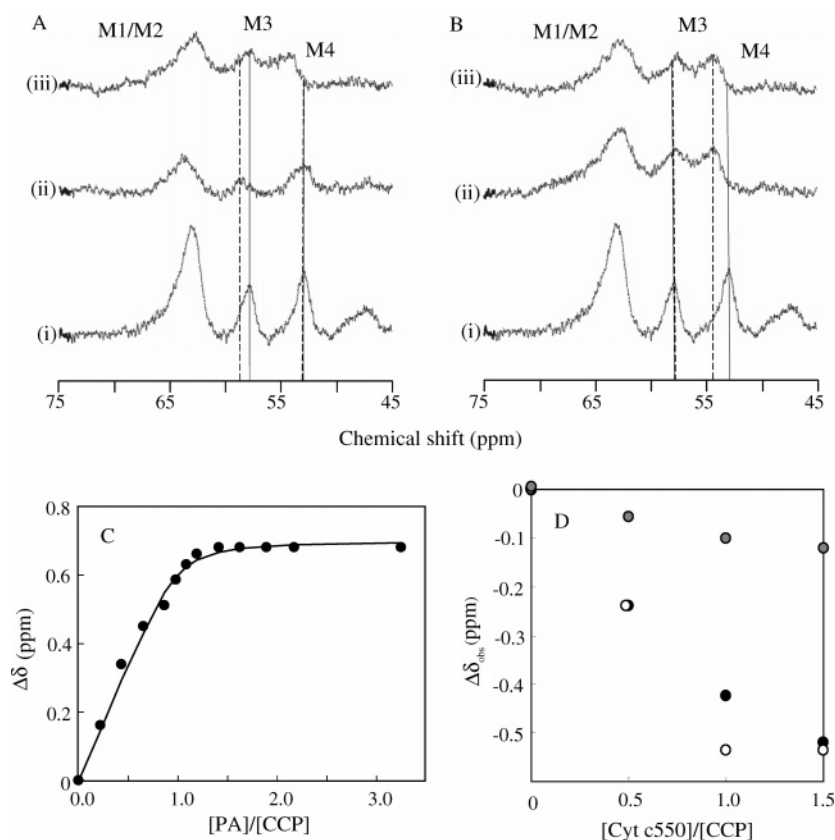 A M1/M2 M3 M4
(iii)
(ii)
(i)
75 65 55 45
B M1/M2 M3 M4
(iii)
(ii)
(i)
75 65 55 45
Chemical shift (ppm)
C
Δδ (ppm)
0.8
0.6
0.4
0.2
0
0.0 1.0 2.0 3.0
[PA]/[CCP]
D
Δδobs (ppm)
0
-0.1
-0.2
-0.3
-0.4
-0.5
0 0.5 1.0 1.5
[Cyt c550]/[CCP]